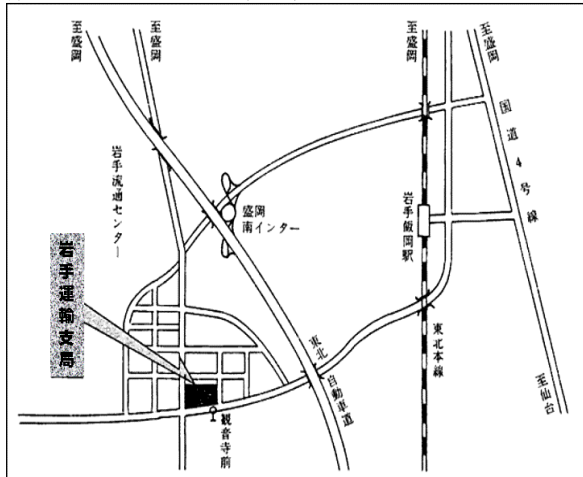 至盛岡
至盛岡
至盛岡
至盛岡
国道4号線
岩手流通センター
盛岡
南インター
岩手飯岡駅
岩手運輸支局
東北自動車道
東北本線
至仙台
観音寺前